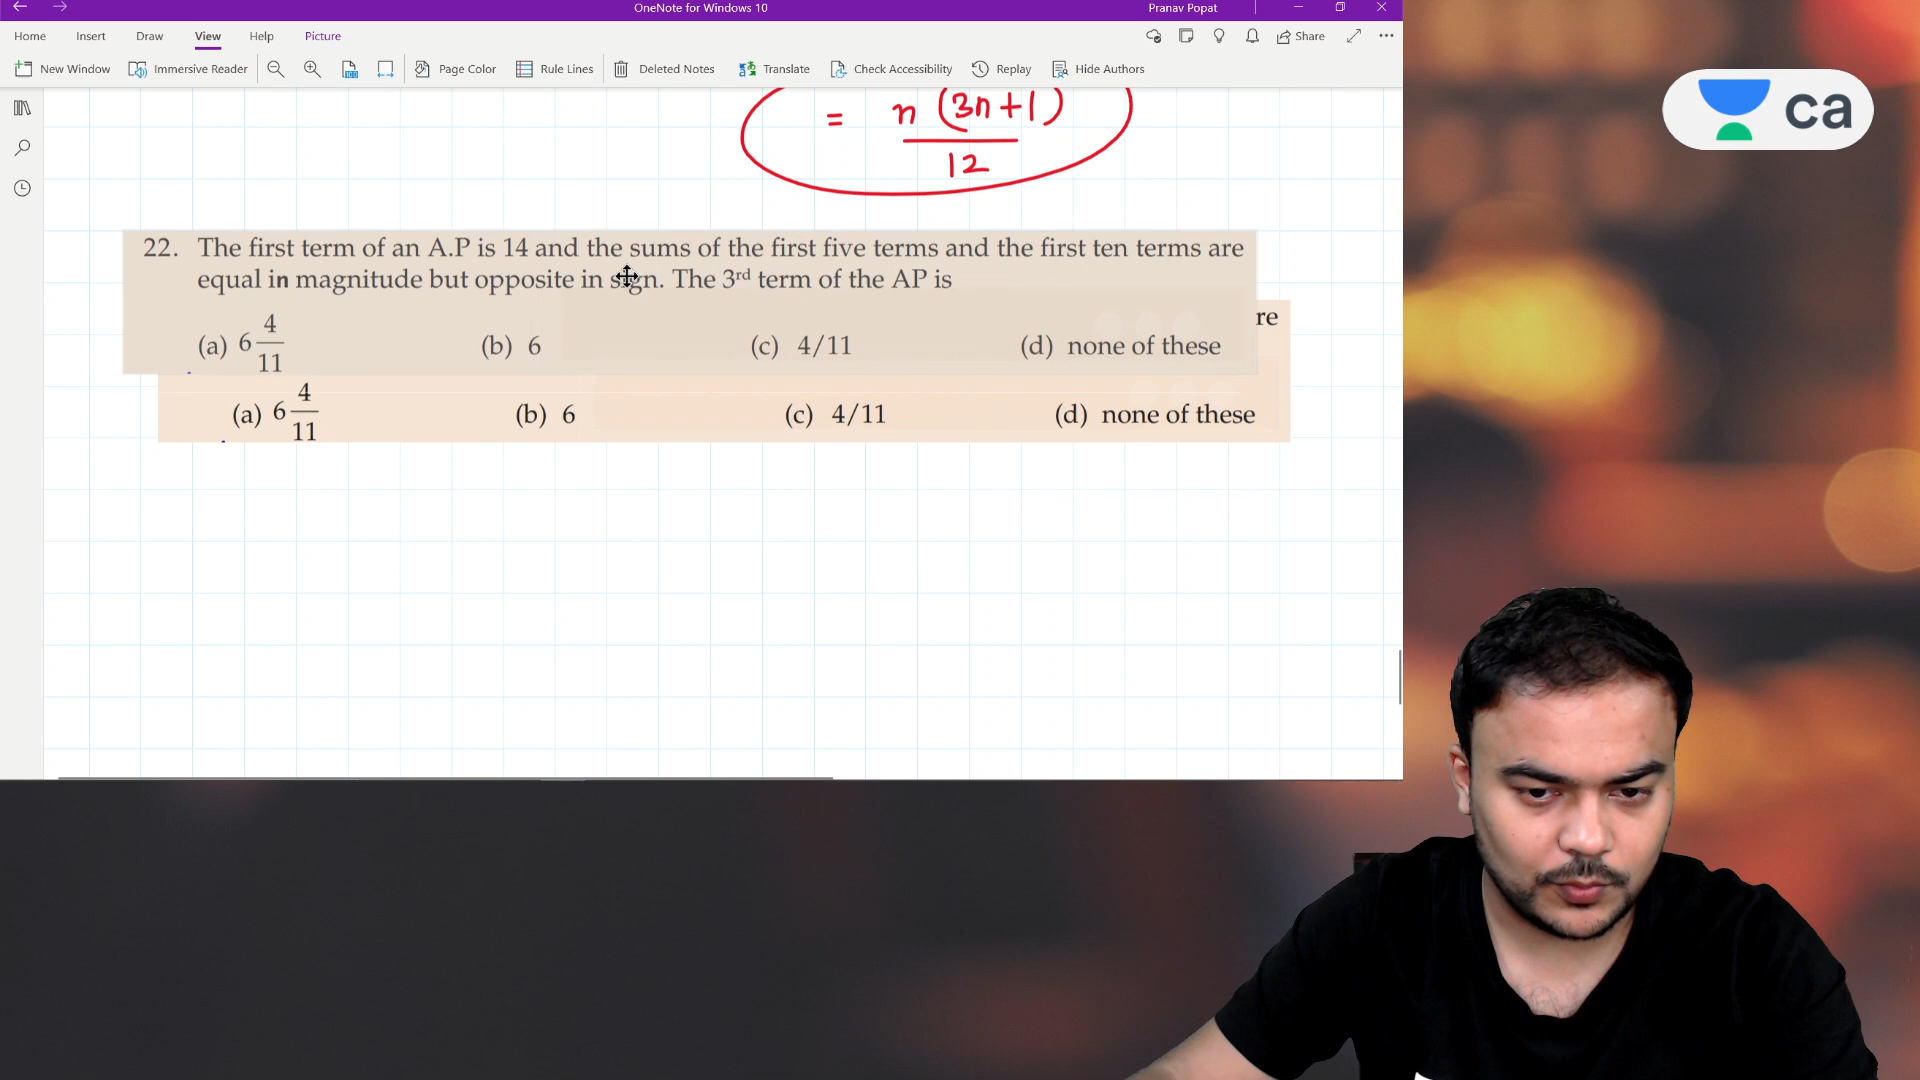 OneNote for Windows 10
Pranav Popat
Home Insert Draw View Help Picture
Share
New Window Immersive Reader Page Color Rule Lines Deleted Notes Translate Check Accessibility Replay Hide Authors
= n (3n+1)
12
ca
22. The first term of an A.P is 14 and the sums of the first five terms and the first ten terms are
equal in magnitude but opposite in sign. The 3rd term of the AP is
re
(a) 6 4/11 (b) 6 (c) 4/11 (d) none of these
(a) 6 4/11 (b) 6 (c) 4/11 (d) none of these